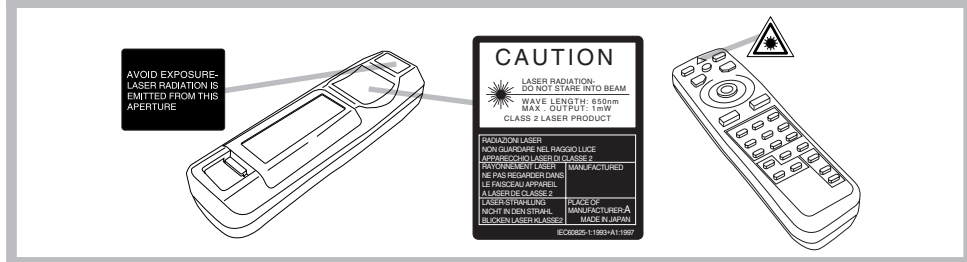 AVOID EXPOSURE-
LASER RADIATION IS
EMITTED FROM THIS
APERTURE
CAUTION
LASER RADIATION-
DO NOT STARE INTO BEAM
WAVE LENGTH: 650nm
MAX . OUTPUT: 1mW
CLASS 2 LASER PRODUCT
RADIAZIONI LASER
NON GUARDARE NEL RAGGIO LUCE
APPARECCHIO LASER DI CLASSE 2
RAYONNEMENT LASER
NE PAS REGARDER DANS
LE FAISCEAU APPAREIL
A LASER DE CLASSE 2
MANUFACTURED
LASER-STRAHLUNG
NICHT IN DEN STRAHL
BLICKEN LASER KLASSE2
PLACE OF
MANUFACTURER:A
MADE IN JAPAN
IEC60825-1:1993+A1:1997